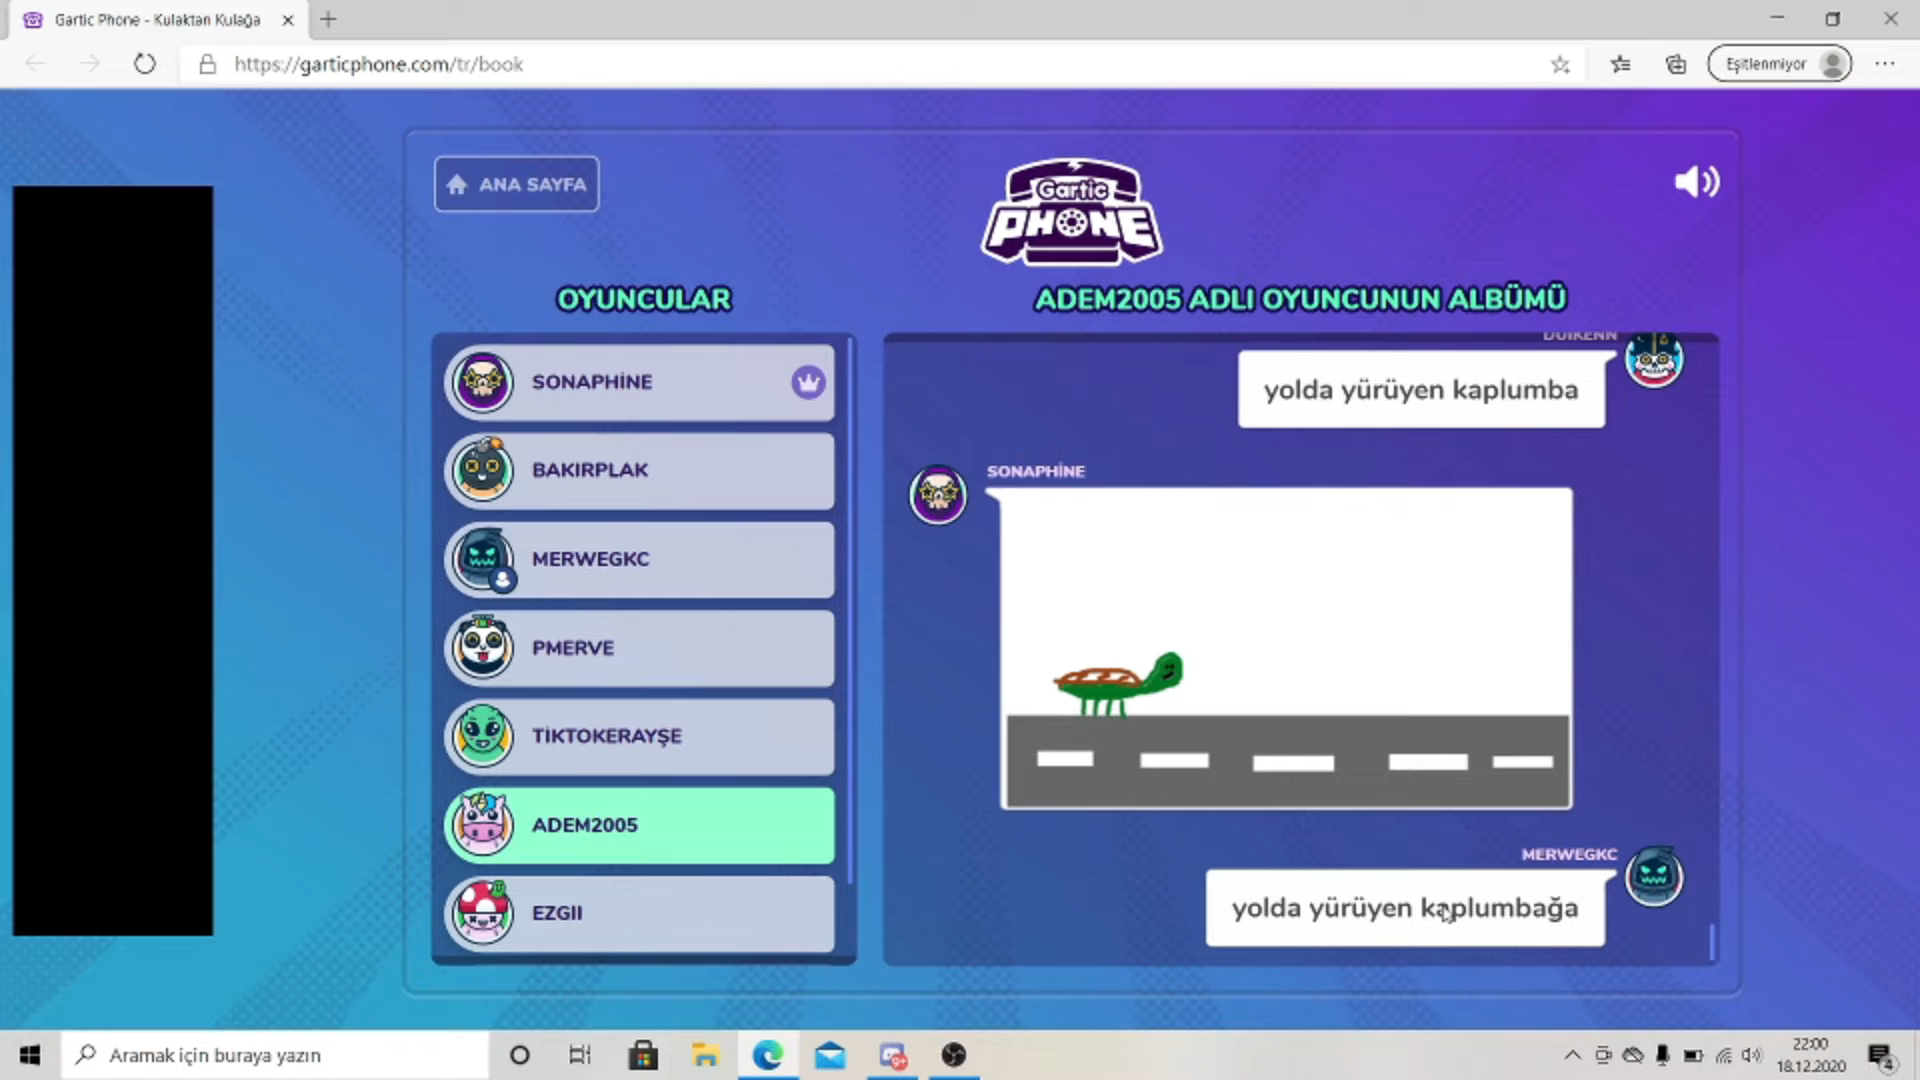 Gartic Phone - Kulaktan Kulağa
https://garticphone.com/tr/book
Eşitlenmiyor
ANA SAYFA
Gartic
PHONE
OYUNCULAR
SONAPHİNE
BAKIRPLAK
MERWEGKC
PMERVE
TİKTOKERAYŞE
ADEM2005
EZGII
ADEM2005 ADLI OYUNCUNUN ALBÜMÜ
DUIKENN
yolda yürüyen kaplumba
SONAPHİNE
MERWEGKC
yolda yürüyen kaplumbağa
Aramak için buraya yazın
22:00
18.12.2020
4